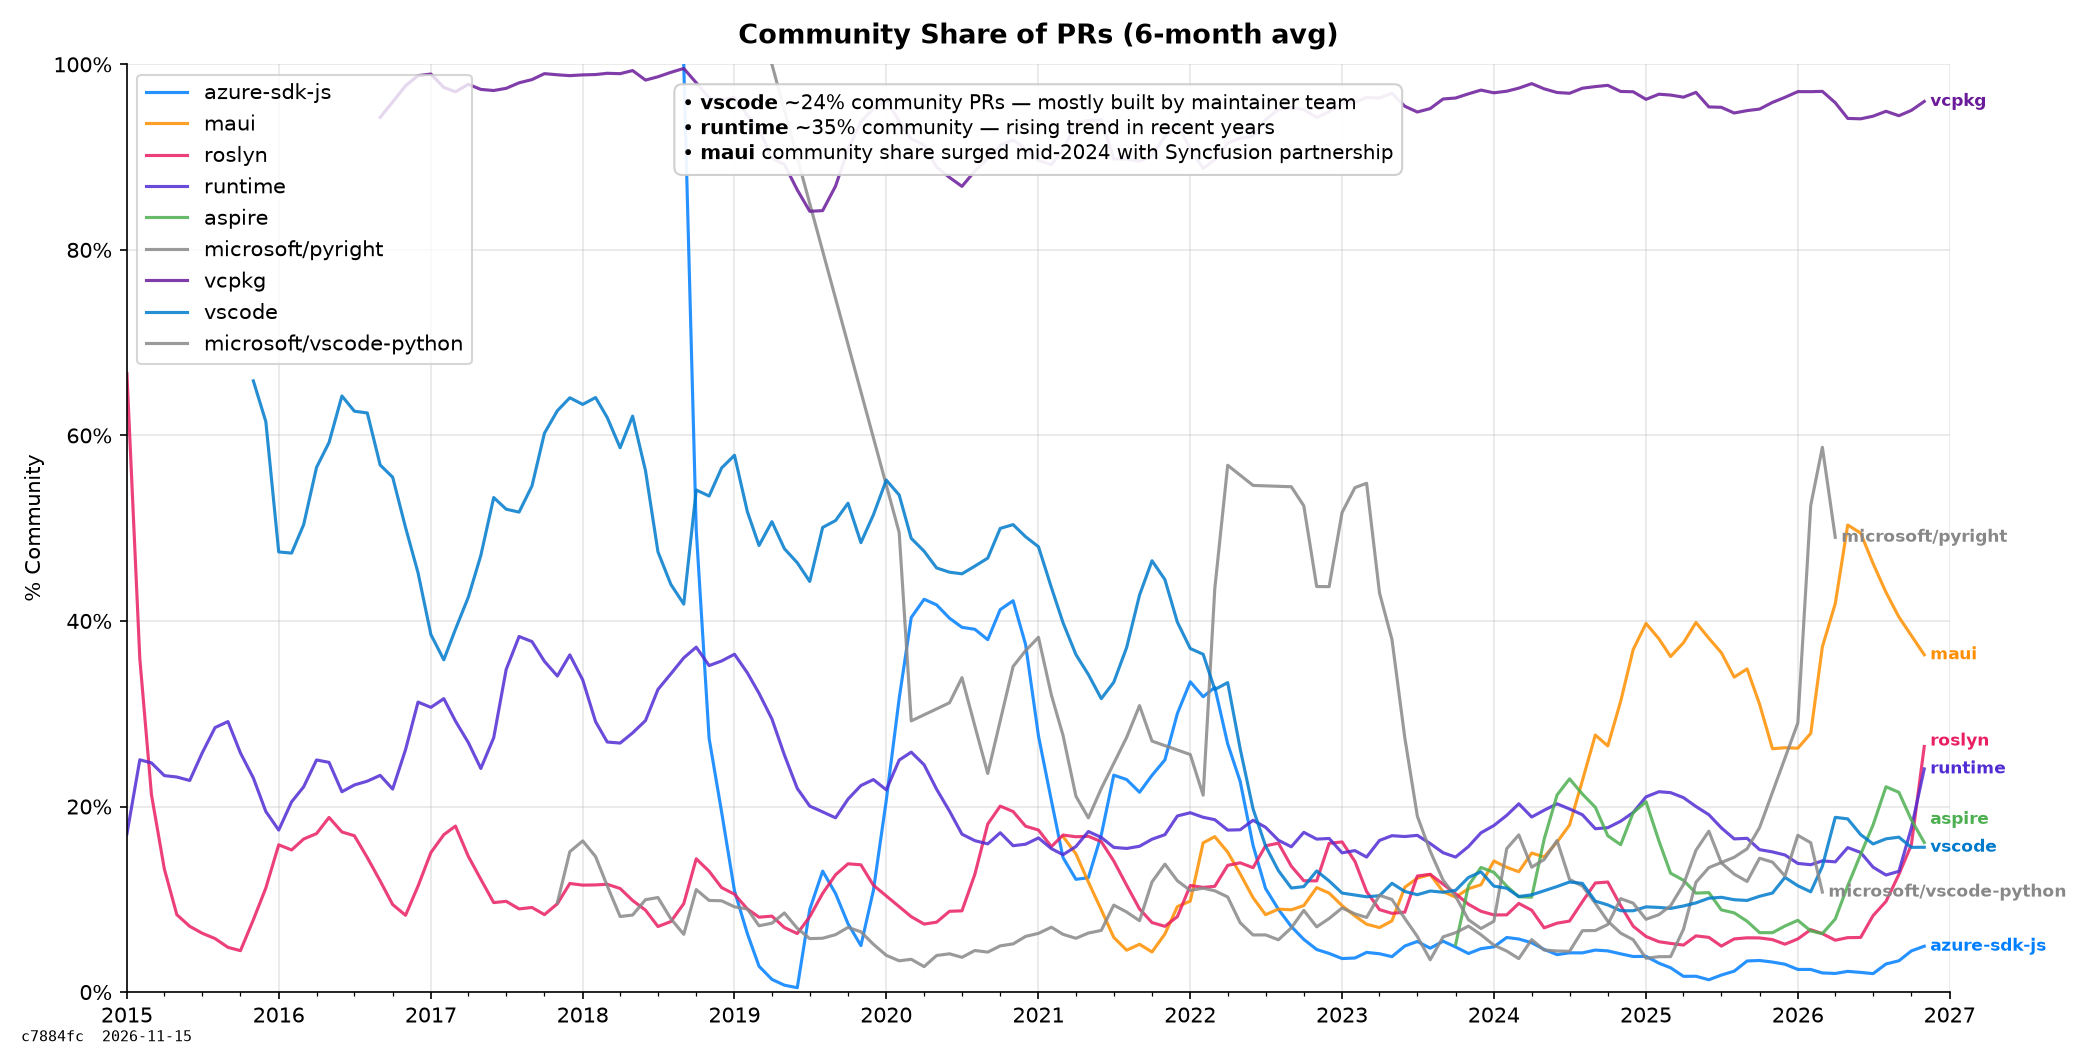 Community Share of PRs (6-month avg)
100%
80%
60%
40%
20%
0%
% Community
azure-sdk-js
maui
roslyn
runtime
aspire
microsoft/pyright
vcpkg
vscode
microsoft/vscode-python
• vscode ~24% community PRs — mostly built by maintainer team
• runtime ~35% community — rising trend in recent years
• maui community share surged mid-2024 with Syncfusion partnership
vcpkg
microsoft/pyright
maui
roslyn
runtime
aspire
vscode
microsoft/vscode-python
azure-sdk-js
2015 2016 2017 2018 2019 2020 2021 2022 2023 2024 2025 2026 2027
c7884fc 2026-11-15